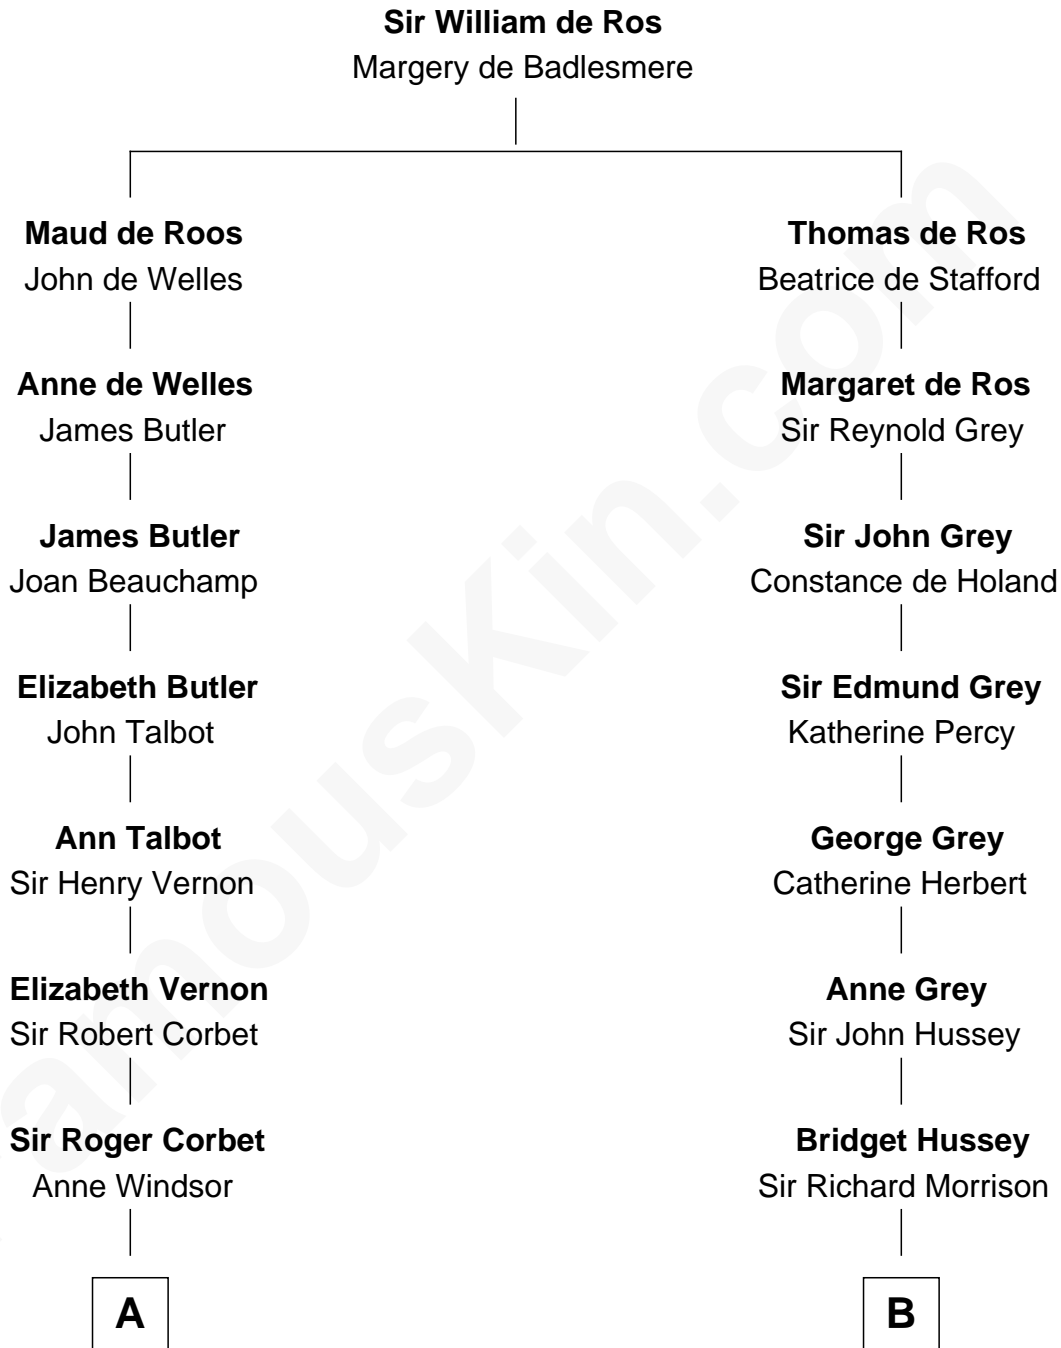 Sir William de Ros
Margery de Badlesmere
Maud de Roos
John de Welles
Thomas de Ros
Beatrice de Stafford
Anne de Welles
James Butler
Margaret de Ros
Sir Reynold Grey
James Butler
Joan Beauchamp
Sir John Grey
Constance de Holand
Elizabeth Butler
John Talbot
Sir Edmund Grey
Katherine Percy
Ann Talbot
Sir Henry Vernon
George Grey
Catherine Herbert
Elizabeth Vernon
Sir Robert Corbet
Anne Grey
Sir John Hussey
Sir Roger Corbet
Anne Windsor
Bridget Hussey
Sir Richard Morrison
A
B
amousKin.com